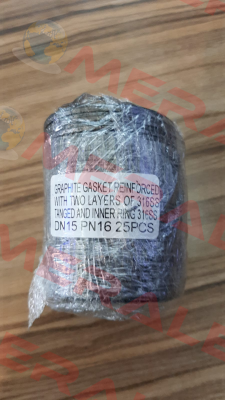 GRAPHITE GASKET REINFORCED
WITH TWO LAYERS OF 316SS
TANGED AND INNER RING 316SS
DN15 PN16 25PCS